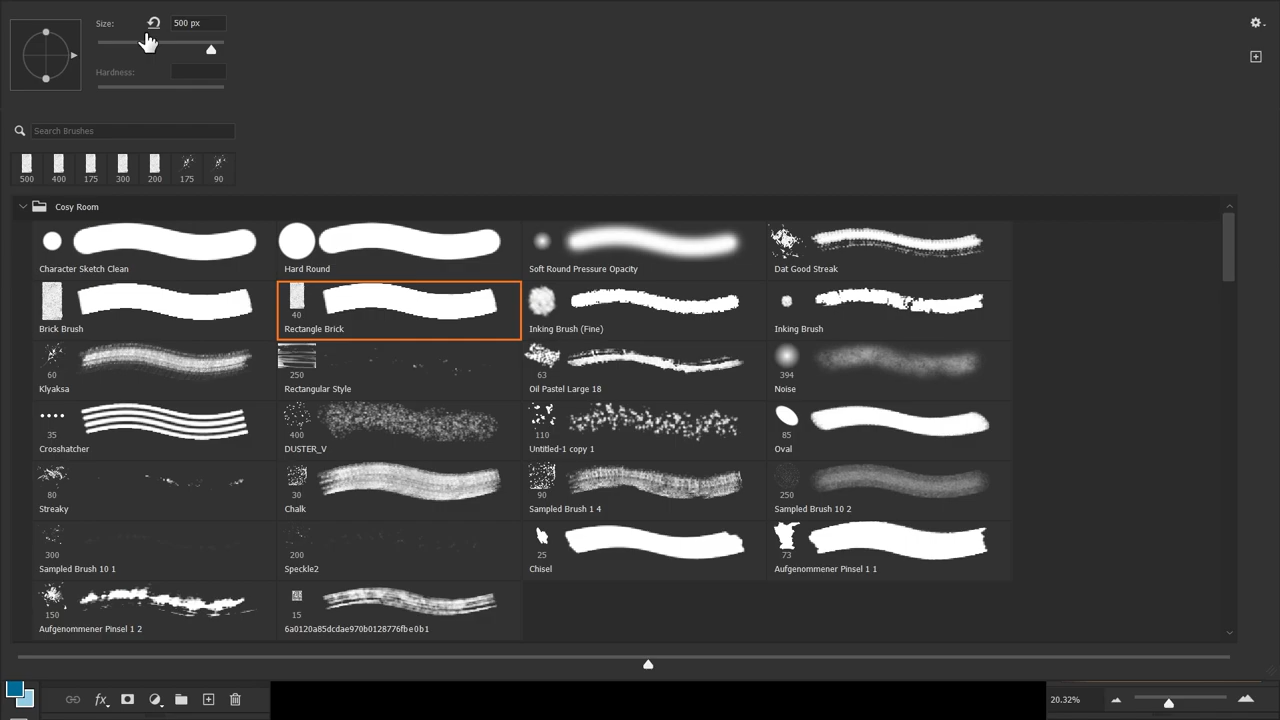 Size: 500 px
Hardness:
Search Brushes
500 400 175 300 200 175 90
Cosy Room
Character Sketch Clean
Hard Round
Soft Round Pressure Opacity
Dat Good Streak
Brick Brush
40
Rectangle Brick
Inking Brush (Fine)
Inking Brush
60
Klyaksa
250
Rectangular Style
63
Oil Pastel Large 18
394
Noise
35
Crosshatcher
400
DUSTER_V
110
Untitled-1 copy 1
85
Oval
80
Streaky
30
Chalk
90
Sampled Brush 1 4
250
Sampled Brush 10 2
300
Sampled Brush 10 1
200
Speckle2
25
Chisel
73
Aufgenommener Pinsel 1 1
150
Aufgenommener Pinsel 1 2
15
6a0120a85dcdae970b0128776fbe0b1
fx
20.32%